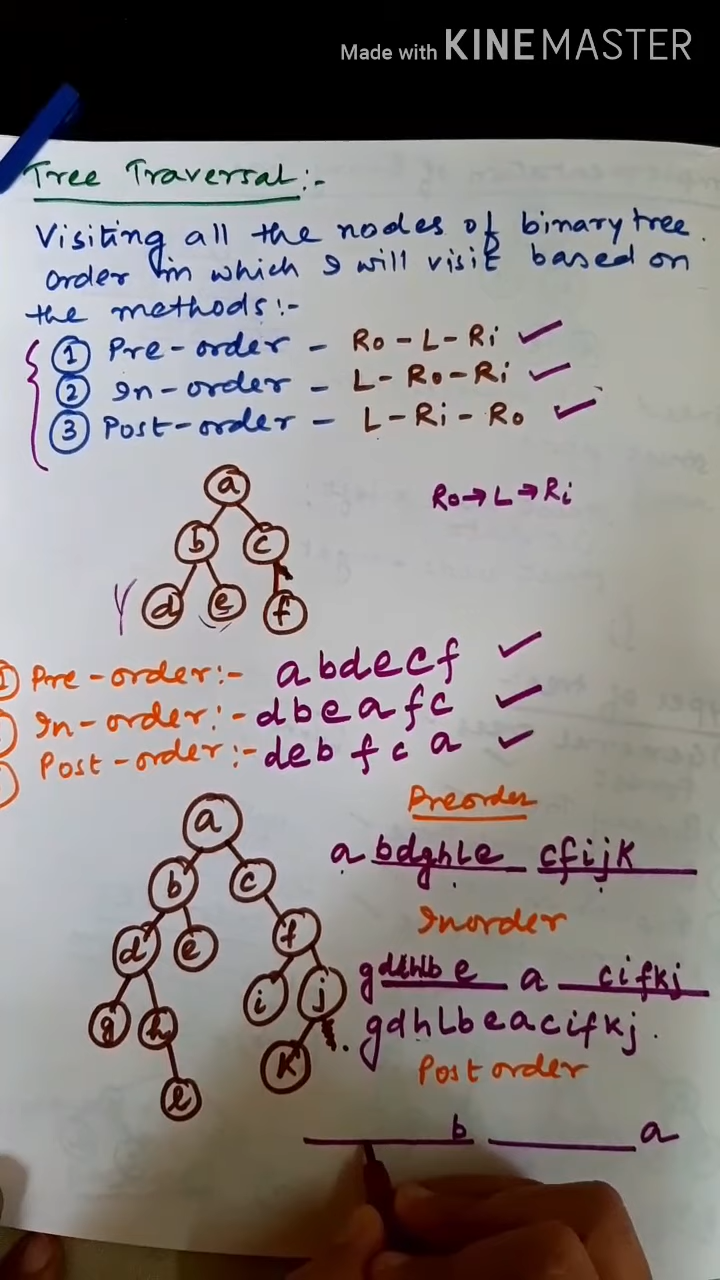 Made with KINEMASTER
Tree Traversal:-
Visiting all the nodes of binary tree.
order in which I will visit based on
the methods:-
1 Pre-order - Ro-L-Ri
2 In-order - L-Ro-Ri
3 Post-order - L-Ri-Ro
Ro→L→Ri
a
b c
d e f
1 Pre-order:- abdecf
In-order:- dbeafc
Post-order:- debfca
Preorder
a bdghle cfijk
Inorder
e a cifkj
gdhLbeacifkj.
Post order
b a
a
b c
d e f
g h i j
l k